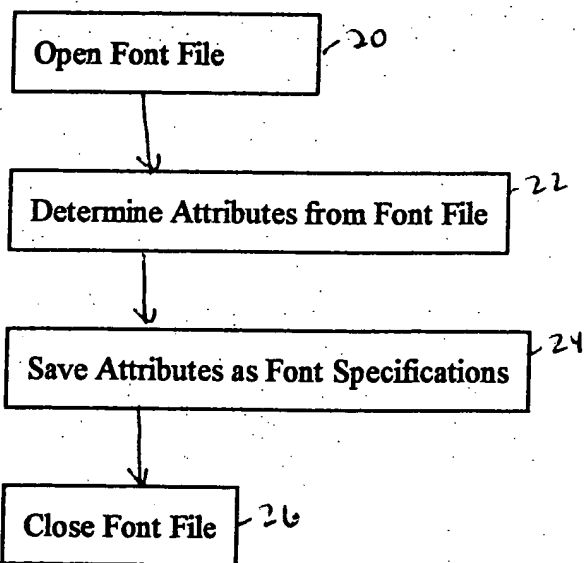 Open Font File 20
Determine Attributes from Font File 22
Save Attributes as Font Specifications 24
Close Font File 26